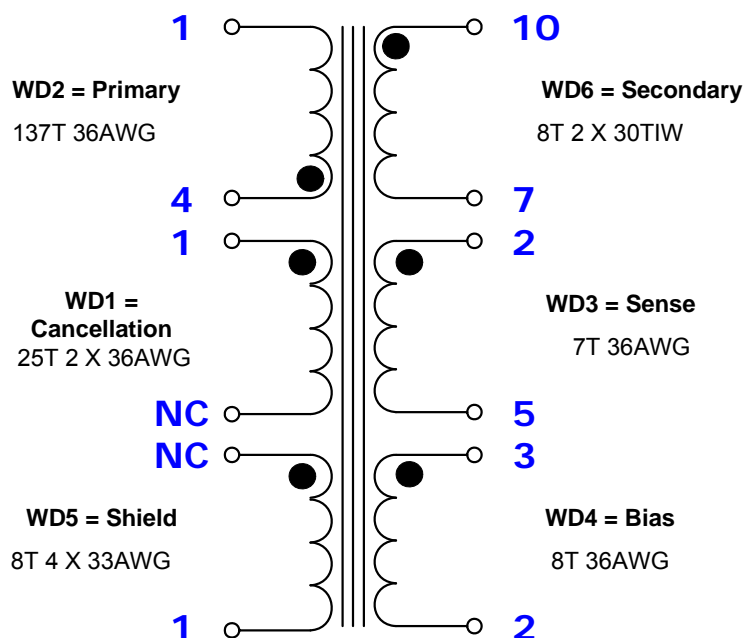 1
10
WD2 = Primary
137T 36AWG
WD6 = Secondary
8T 2 X 30TIW
4
7
1
2
WD1 =
Cancellation
25T 2 X 36AWG
WD3 = Sense
7T 36AWG
NC
5
NC
3
WD5 = Shield
8T 4 X 33AWG
WD4 = Bias
8T 36AWG
1
2